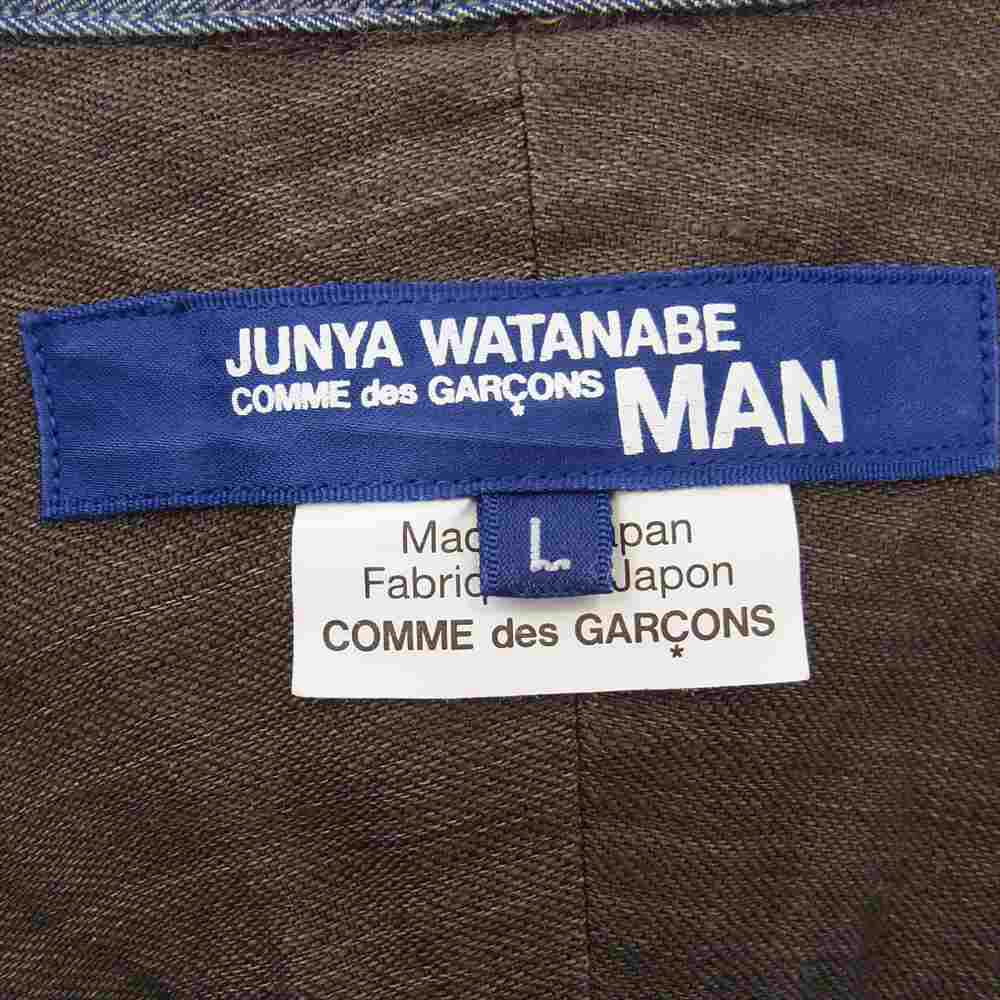 JUNYA WATANABE
COMME des GARÇONS MAN
L
Japon
COMME des GARÇONS